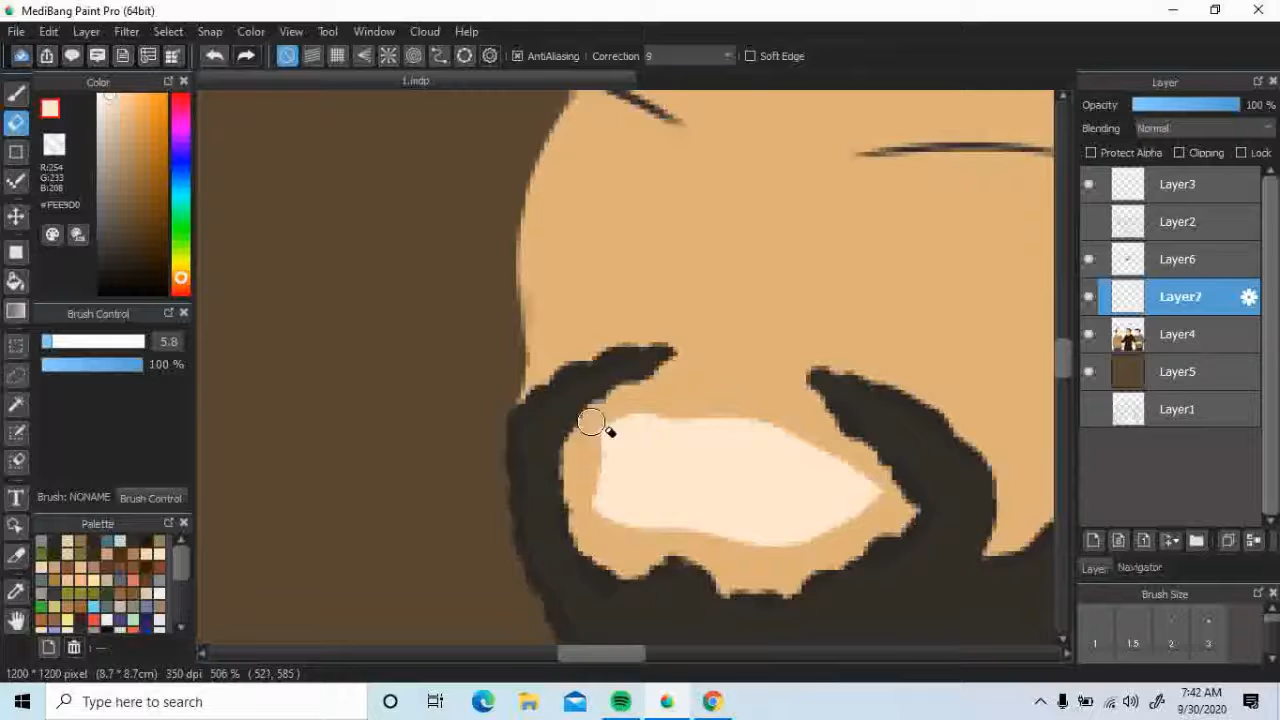 MediBang Paint Pro (64bit)
File Edit Layer Filter Select Snap Color View Tool Window Cloud Help
AntiAliasing Correction 9 Soft Edge
Color 1.mdp Layer
Opacity 100 %
Blending Normal
Protect Alpha Clipping Lock
R:254
G:233
B:208
#FEE9D0
Layer3
Layer2
Layer6
Layer7
Layer4
Layer5
Layer1
Brush Control
5.8
100 %
Brush: NONAME Brush Control
Palette
Layer Navigator
Brush Size
1 1.5 2 3
1200 * 1200 pixel (8.7 * 8.7cm) 350 dpi 506 % ( 521, 585 )
Type here to search
7:42 AM
9/30/2020